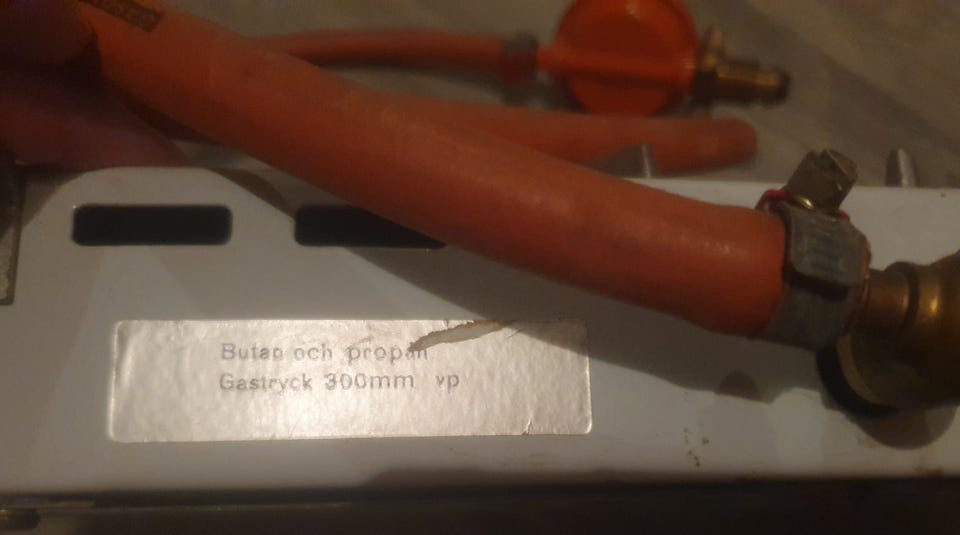 Butan och propan
Gastryck 300mm vp